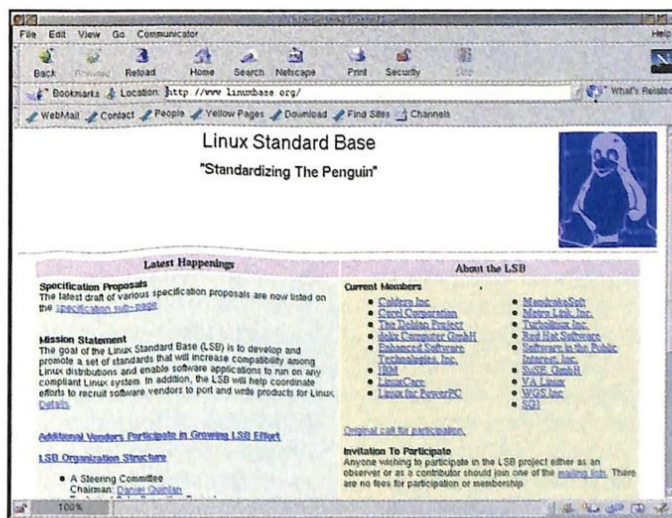 File Edit View Go Communicator Help
Back Reload Home Search Netscape Print Security
Bookmarks Location: http://www.linuxbase.org/ What's Related
WebMail Contact People Yellow Pages Download Find Sites Channels
Linux Standard Base
"Standardizing The Penguin"
Latest Happenings
Specification Proposals
The latest draft of various specification proposals are now listed on
the specification sub-page
Mission Statement
The goal of the Linux Standard Base (LSB) is to develop and
promote a set of standards that will increase compatibility among
Linux distributions and enable software applications to run on any
compliant Linux system. In addition, the LSB will help coordinate
efforts to recruit software vendors to port and write products for Linux.
Details.
Additional Vendors Participate in Growing LSB Effort
LSB Organization Structure
A Steering Committee
Chairman: Daniel Quinlan
About the LSB
Current Members
Caldera Inc.
Corel Corporation
The Debian Project
delix Computer GmbH
Enhanced Software
Technologies, Inc.
IBM
LinuxCare
Linux for PowerPC
MandrakeSoft
Metro Link, Inc.
Turbolinux Inc.
Red Hat Software
Software in the Public
Interest, Inc.
SuSE GmbH
VA Linux
WGS Inc.
SGI
Original call for participation.
Invitation To Participate
Anyone wishing to participate in the LSB project either as an
observer or as a contributor should join one of the mailing lists. There
are no fees for participation or membership.
100%